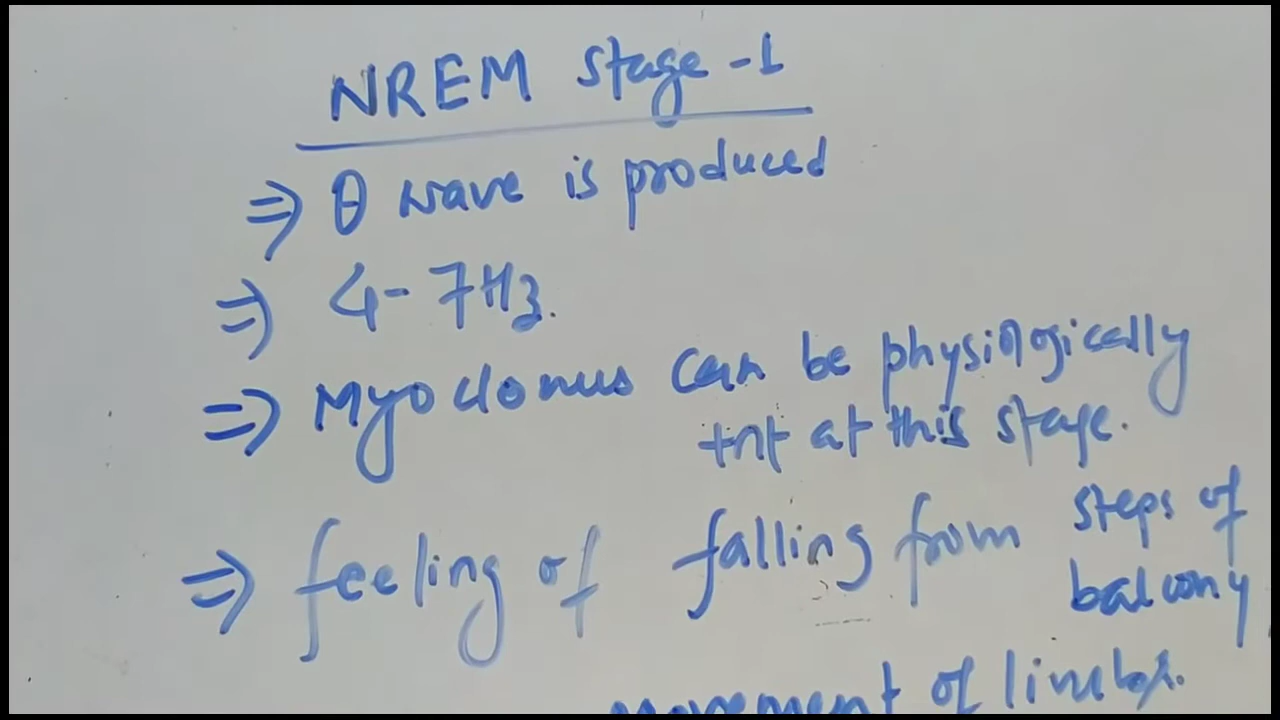 NREM stage-1
⇒ θ wave is produced
⇒ 4-7Hz.
⇒ Myoclonus can be physiologically
tnt at this stage.
⇒ feeling of falling from steps of
balcony
movement of limbs.